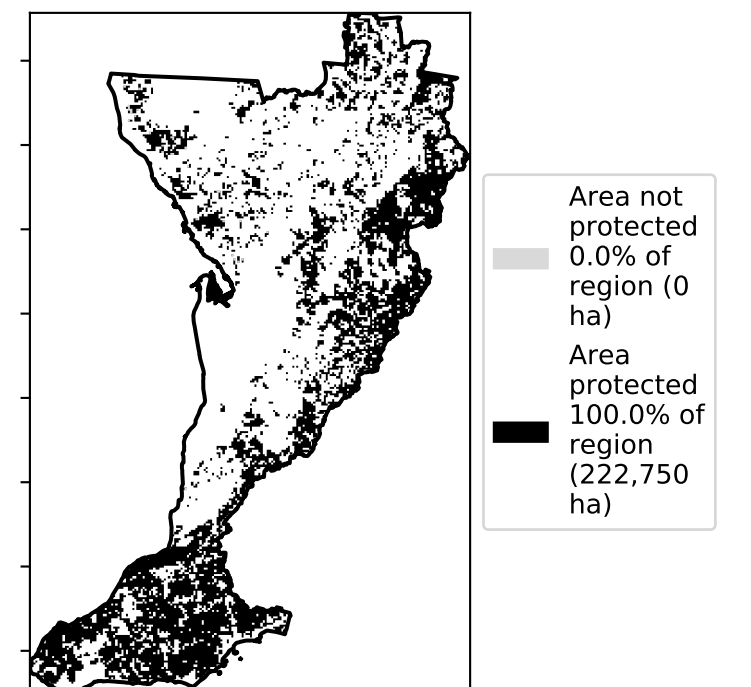 Area not
protected
0.0% of
region (0
ha)
Area
protected
100.0% of
region
(222,750
ha)